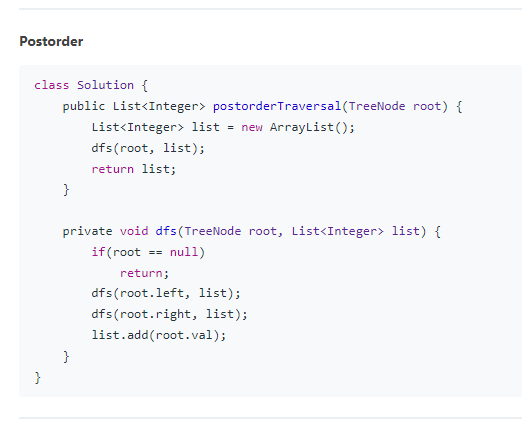 Postorder
class Solution {
    public List<Integer> postorderTraversal(TreeNode root) {
        List<Integer> list = new ArrayList();
        dfs(root, list);
        return list;
    }

    private void dfs(TreeNode root, List<Integer> list) {
        if(root == null)
            return;
        dfs(root.left, list);
        dfs(root.right, list);
        list.add(root.val);
    }
}